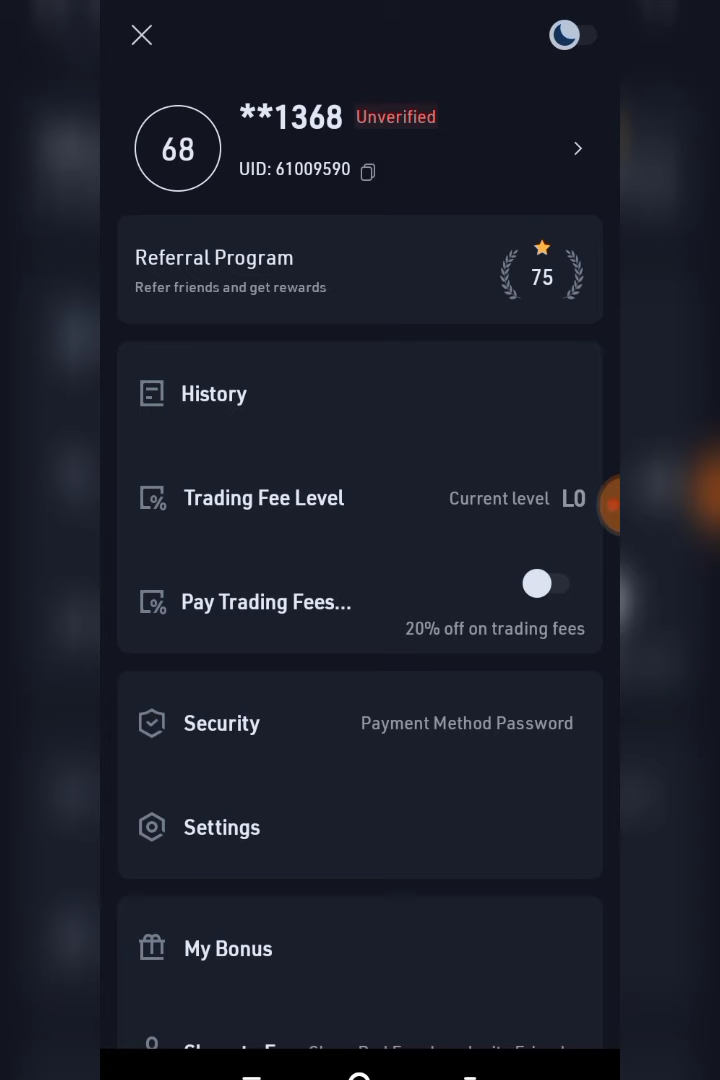 **1368 Unverified
68
UID: 61009590
Referral Program
Refer friends and get rewards
75
History
Trading Fee Level Current level L0
Pay Trading Fees...
20% off on trading fees
Security Payment Method Password
Settings
My Bonus